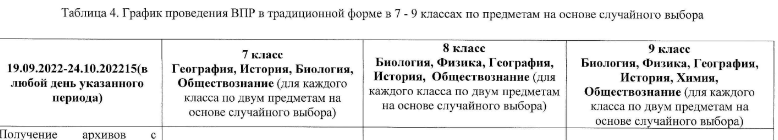 Таблица 4. График проведения ВПР в традиционной форме в 7 - 9 классах по предметам на основе случайного выбора
19.09.2022-24.10.202215(в
любой день указанного
периода)
7 класс
География, История, Биология,
Обществознание (для каждого
класса по двум предметам на
основе случайного выбора)
8 класс
Биология, Физика, География,
История, Обществознание (для
каждого класса по двум предметам
на основе случайного выбора)
9 класс
Биология, Физика, География,
История, Химия,
Обществознание (для каждого
класса по двум предметам на
основе случайного выбора)
Получение архивов с